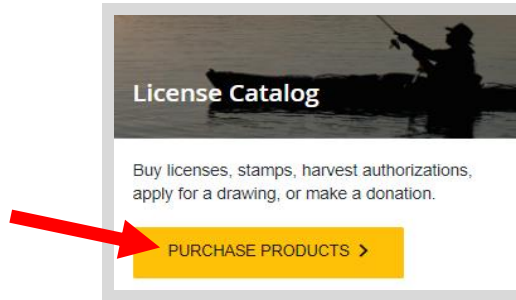 License Catalog
Buy licenses, stamps, harvest authorizations,
apply for a drawing, or make a donation.
PURCHASE PRODUCTS >